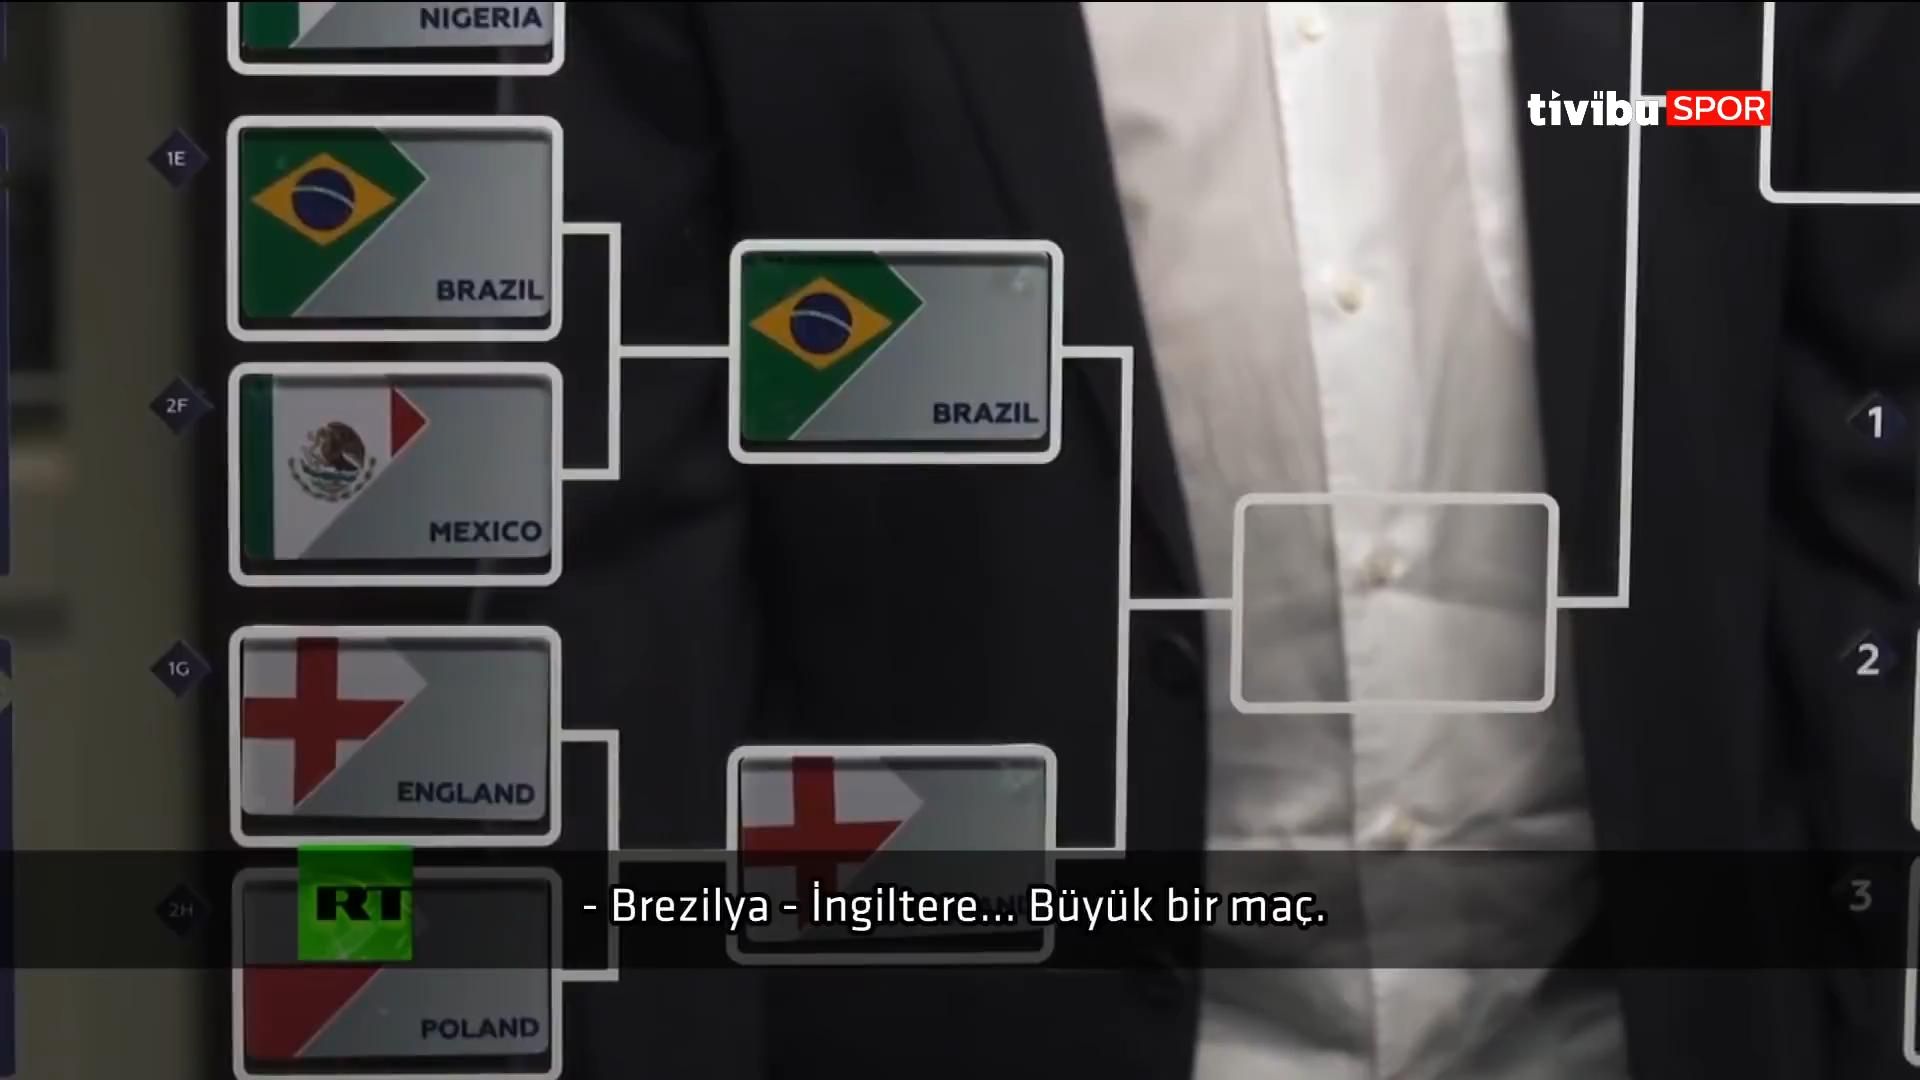 NIGERIA
tivibu SPOR
1E
BRAZIL
BRAZIL
2F
MEXICO
1
1G
ENGLAND
2
2H
RT
- Brezilya - İngiltere... Büyük bir maç.
3
POLAND